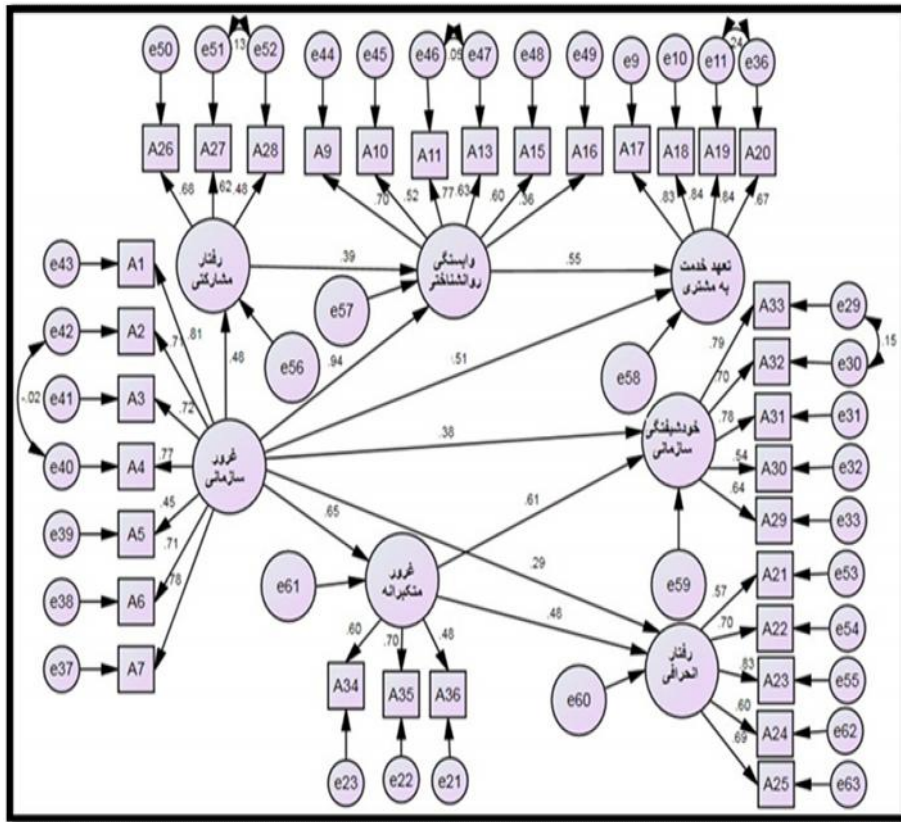 e50 e51 .13 e52 e44 e45 e46 .05 e47 e48 e49 e9 e10 e11 .24 e36
A26 A27 A28 A9 A10 A11 A13 A15 A16 A17 A18 A19 A20
.68 .62 .48 .70 .52 .77 .63 .60 .36 .83 .84 .84 .67
رفتار
مشارکتی
.39
وابستگی
روانشناختی
.55
تعهد خدمت
به مشتری
e43 A1 .81
e42 A2
e41 A3 .72
e40 A4 .77
-.02
e39 A5 .45
e38 A6 .71
e37 A7 .78
.48
e56
e57
.94
.51
e58
غرور
سازمانی
.38
خودشیفتگی
سازمانی
.79 A33 e29
.70 A32 e30
.15
.78 A31 e31
.54 A30 e32
.64 A29 e33
e59
.65
.61
.29
e61
غرور
متکبرانه
.48
رفتار
انحرافی
e60
.57 A21 e53
.70 A22 e54
.83 A23 e55
.60 A24 e62
.69 A25 e63
.60 .70 .48
A34 A35 A36
e23 e22 e21